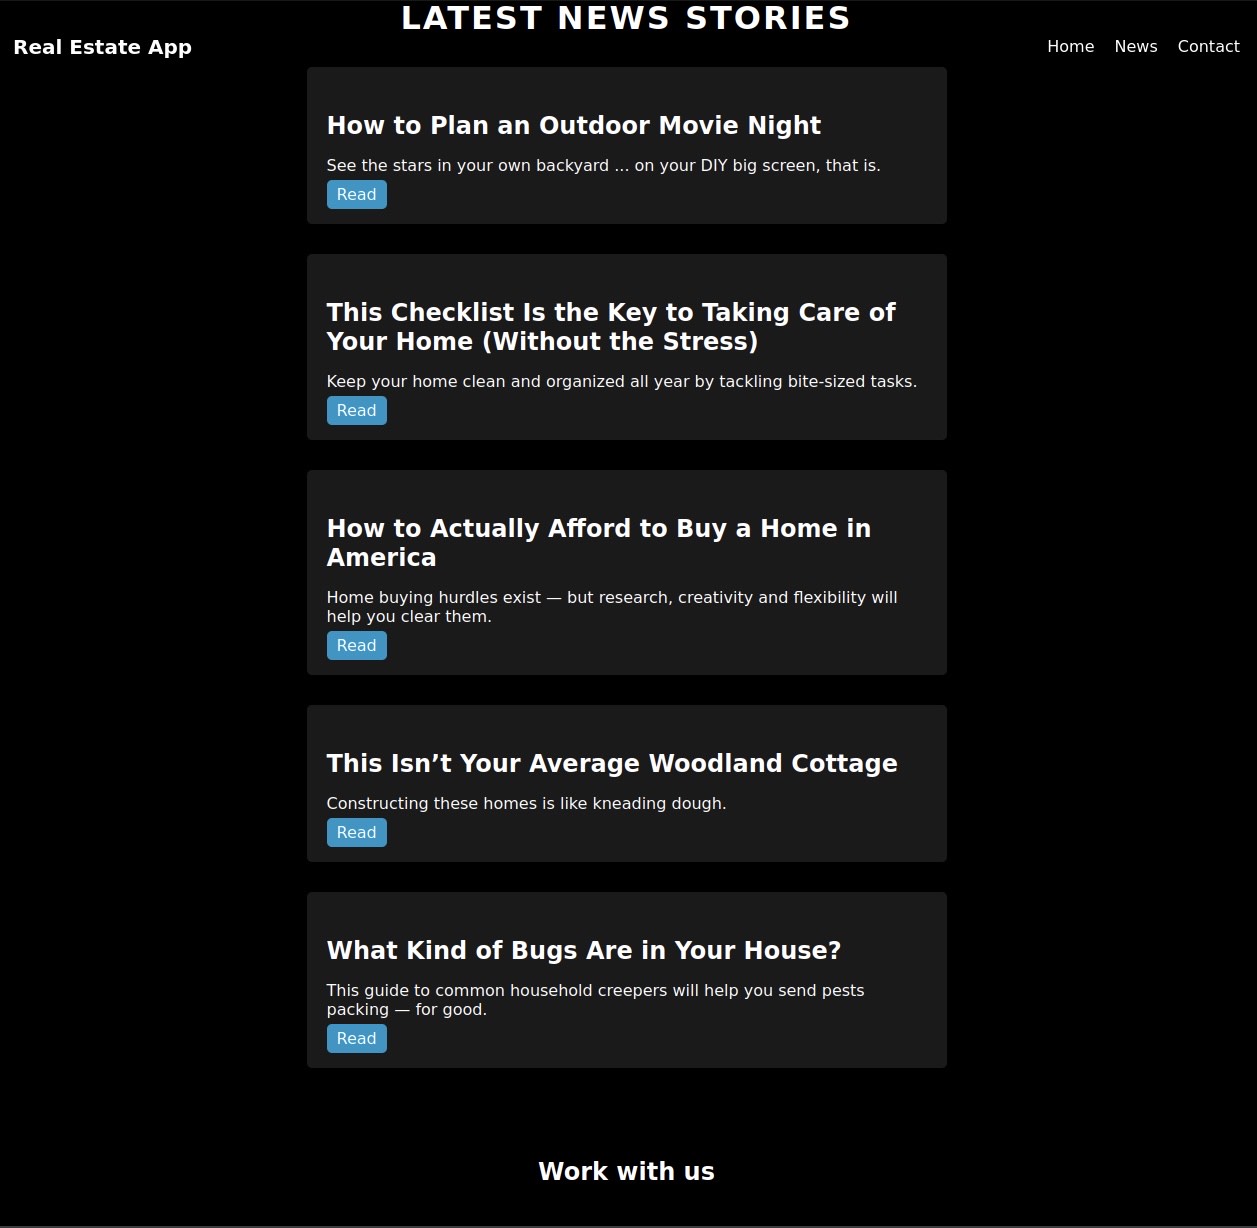 LATEST NEWS STORIES
Real Estate App
Home News Contact
How to Plan an Outdoor Movie Night
See the stars in your own backyard ... on your DIY big screen, that is.
Read
This Checklist Is the Key to Taking Care of
Your Home (Without the Stress)
Keep your home clean and organized all year by tackling bite-sized tasks.
Read
How to Actually Afford to Buy a Home in
America
Home buying hurdles exist — but research, creativity and flexibility will
help you clear them.
Read
This Isn’t Your Average Woodland Cottage
Constructing these homes is like kneading dough.
Read
What Kind of Bugs Are in Your House?
This guide to common household creepers will help you send pests
packing — for good.
Read
Work with us